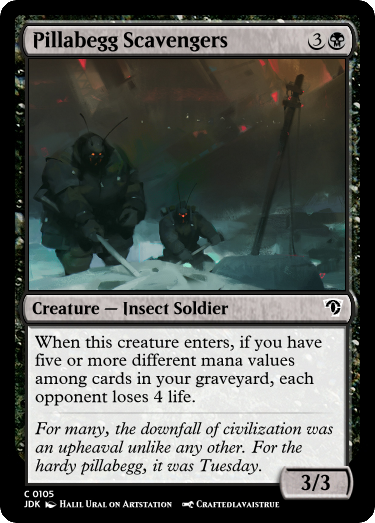 Pillabegg Scavengers 3
Creature — Insect Soldier
When this creature enters, if you have
five or more different mana values
among cards in your graveyard, each
opponent loses 4 life.
For many, the downfall of civilization was
an upheaval unlike any other. For the
hardy pillabegg, it was Tuesday.
3/3
C 0105
JDK Halil Ural on Artstation Craftedlavaistrue